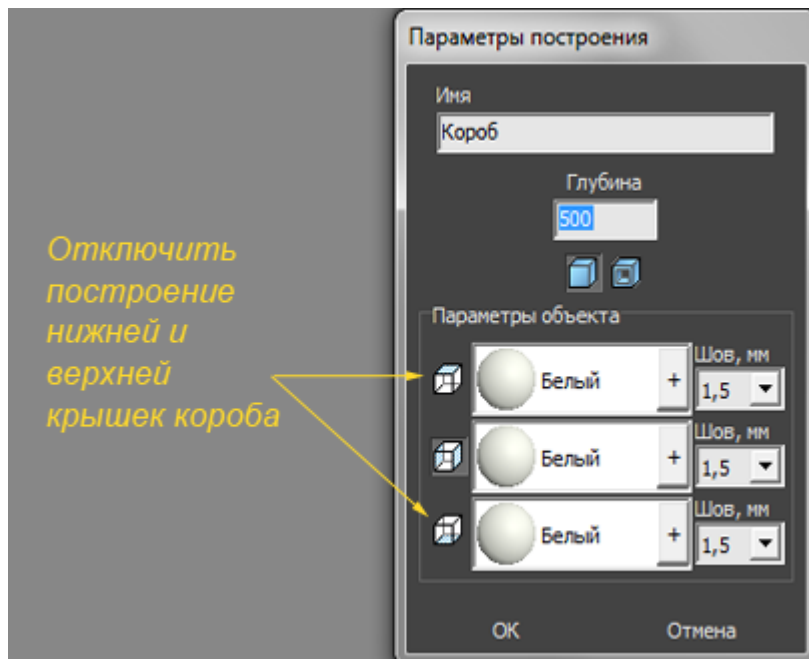 Параметры построения
Имя
Короб
Глубина
500
Отключить
построение
нижней и
верхней
крышек короба
Параметры объекта
Шов, мм
Белый + 1,5
Шов, мм
Белый + 1,5
Шов, мм
Белый + 1,5
OK Отмена